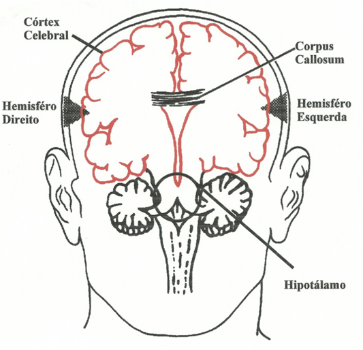 Córtex
Celebral
Corpus
Callosum
Hemisféro
Direito
Hemisféro
Esquerda
Hipotálamo